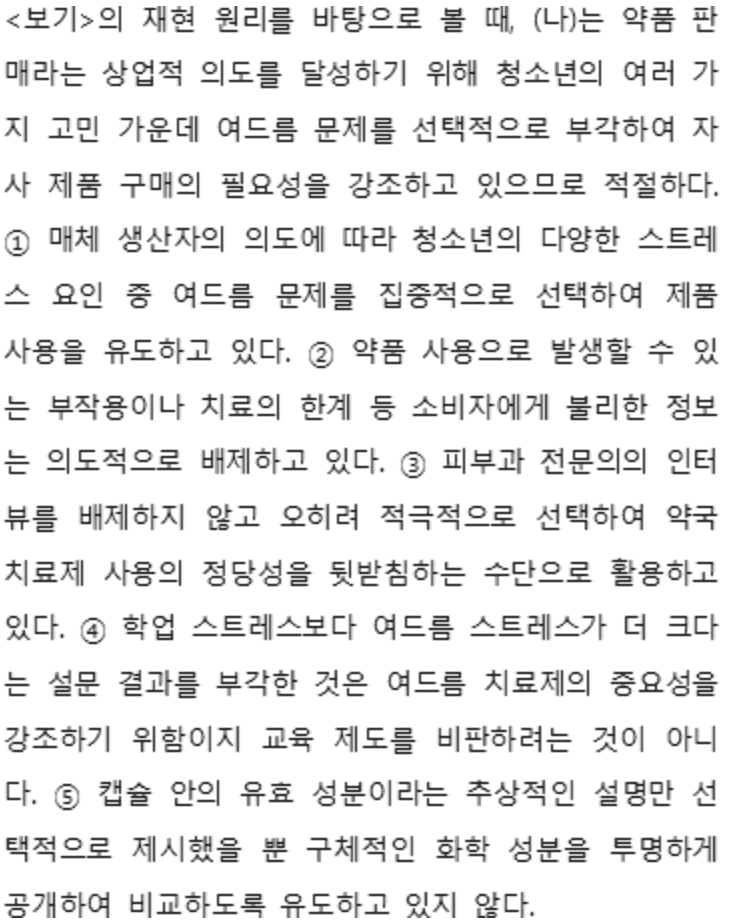 <보기>의 재현 원리를 바탕으로 볼 때, (나)는 약품 판
매라는 상업적 의도를 달성하기 위해 청소년의 여러 가
지 고민 가운데 여드름 문제를 선택적으로 부각하여 자
사 제품 구매의 필요성을 강조하고 있으므로 적절하다.
① 매체 생산자의 의도에 따라 청소년의 다양한 스트레
스 요인 중 여드름 문제를 집중적으로 선택하여 제품
사용을 유도하고 있다. ② 약품 사용으로 발생할 수 있
는 부작용이나 치료의 한계 등 소비자에게 불리한 정보
는 의도적으로 배제하고 있다. ③ 피부과 전문의의 인터
뷰를 배제하지 않고 오히려 적극적으로 선택하여 약국
치료제 사용의 정당성을 뒷받침하는 수단으로 활용하고
있다. ④ 학업 스트레스보다 여드름 스트레스가 더 크다
는 설문 결과를 부각한 것은 여드름 치료제의 중요성을
강조하기 위함이지 교육 제도를 비판하려는 것이 아니
다. ⑤ 캡슐 안의 유효 성분이라는 추상적인 설명만 선
택적으로 제시했을 뿐 구체적인 화학 성분을 투명하게
공개하여 비교하도록 유도하고 있지 않다.